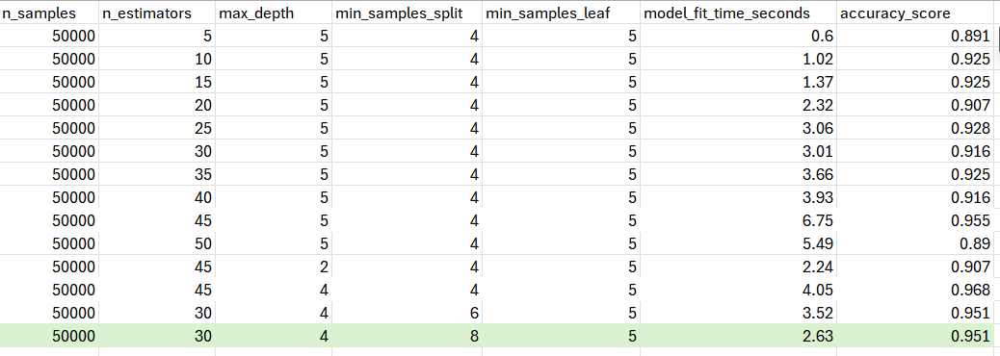 n_samples n_estimators max_depth min_samples_split min_samples_leaf model_fit_time_seconds accuracy_score
50000 5 5 4 5 0.6 0.891
50000 10 5 4 5 1.02 0.925
50000 15 5 4 5 1.37 0.925
50000 20 5 4 5 2.32 0.907
50000 25 5 4 5 3.06 0.928
50000 30 5 4 5 3.01 0.916
50000 35 5 4 5 3.66 0.925
50000 40 5 4 5 3.93 0.916
50000 45 5 4 5 6.75 0.955
50000 50 5 4 5 5.49 0.89
50000 45 2 4 5 2.24 0.907
50000 45 4 4 5 4.05 0.968
50000 30 4 6 5 3.52 0.951
50000 30 4 8 5 2.63 0.951